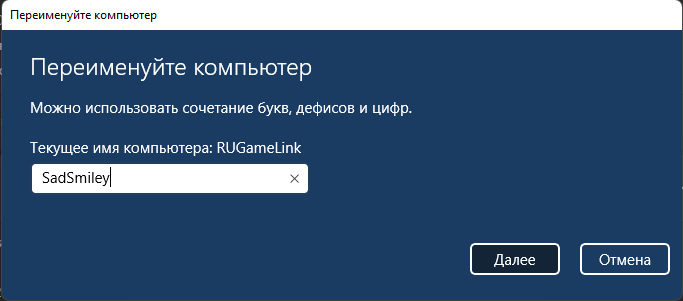 Переименуйте компьютер
Переименуйте компьютер
Можно использовать сочетание букв, дефисов и цифр.
Текущее имя компьютера: RUGameLink
SadSmiley
Далее
Отмена